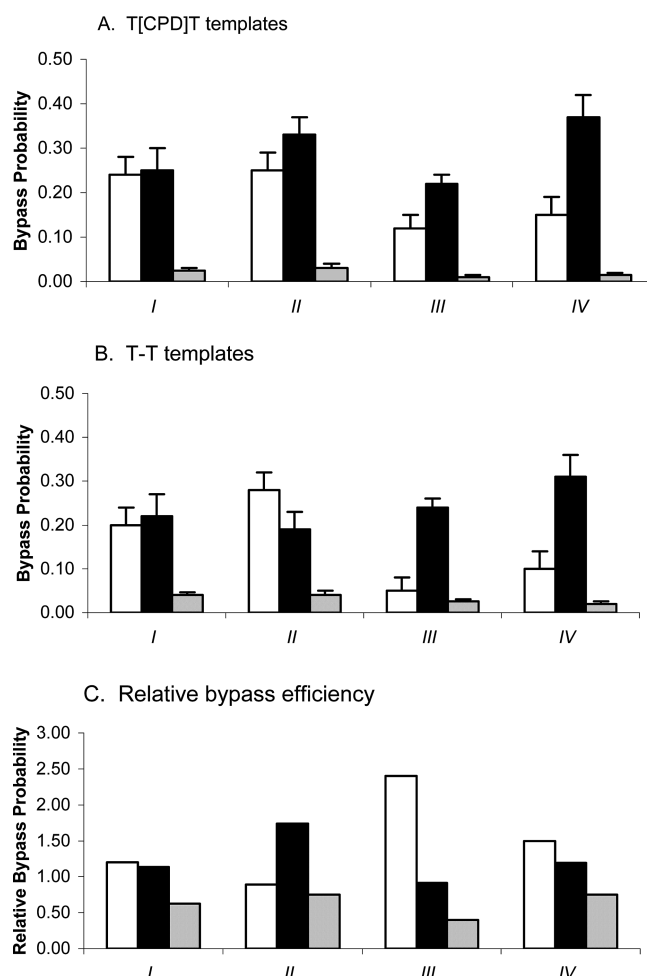 A. T[CPD]T templates
Bypass Probability
0.50
0.40
0.30
0.20
0.10
0.00
I II III IV
B. T-T templates
Bypass Probability
0.50
0.40
0.30
0.20
0.10
0.00
I II III IV
C. Relative bypass efficiency
Relative Bypass Probability
3.00
2.50
2.00
1.50
1.00
0.50
0.00
I II III IV